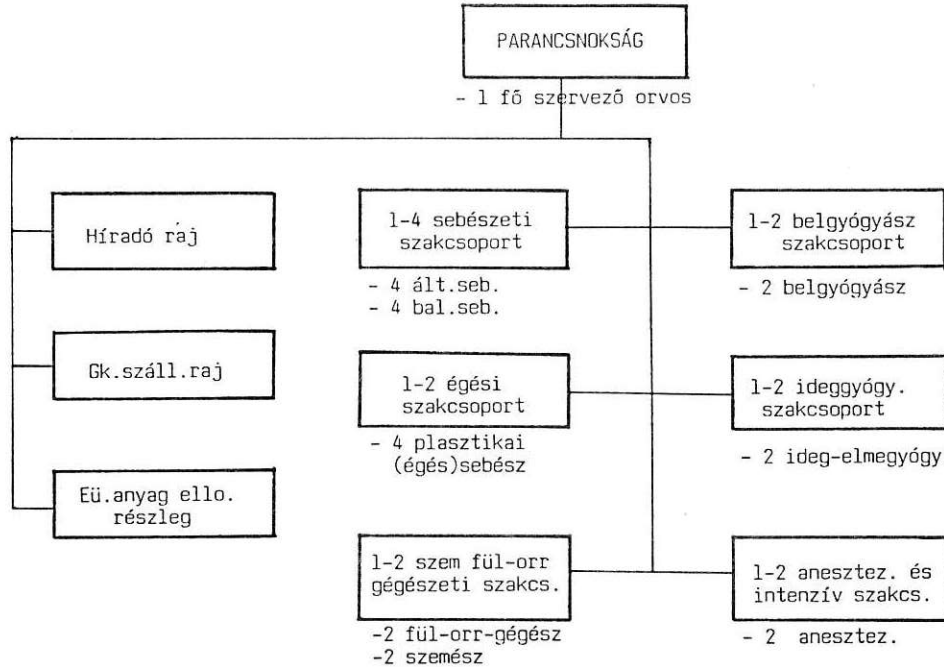 PARANCSNOKSÁG
- 1 fő szervező orvos
Híradó raj
Gk.száll.raj
Eü.anyag ello.
részleg
1-4 sebészeti
szakcsoport
- 4 ált.seb.
- 4 bal.seb.
1-2 égési
szakcsoport
- 4 plasztikai
(égés)sebész
1-2 szem fül-orr
gégészeti szakcs.
-2 fül-orr-gégész
-2 szemész
1-2 belgyógyász
szakcsoport
- 2 belgyógyász
1-2 ideggyógy.
szakcsoport
- 2 ideg-elmegyógy
1-2 anesztez. és
intenzív szakcs.
- 2 anesztez.